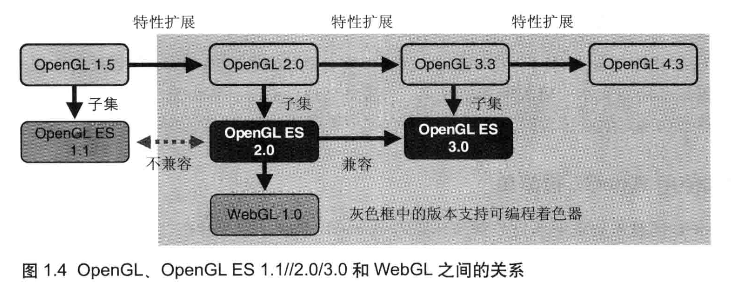 特性扩展 特性扩展 特性扩展
OpenGL 1.5 OpenGL 2.0 OpenGL 3.3 OpenGL 4.3
子集 子集 子集
OpenGL ES
1.1
OpenGL ES
2.0
OpenGL ES
3.0
不兼容 兼容
WebGL 1.0 灰色框中的版本支持可编程着色器
图 1.4 OpenGL、OpenGL ES 1.1//2.0/3.0 和 WebGL 之间的关系